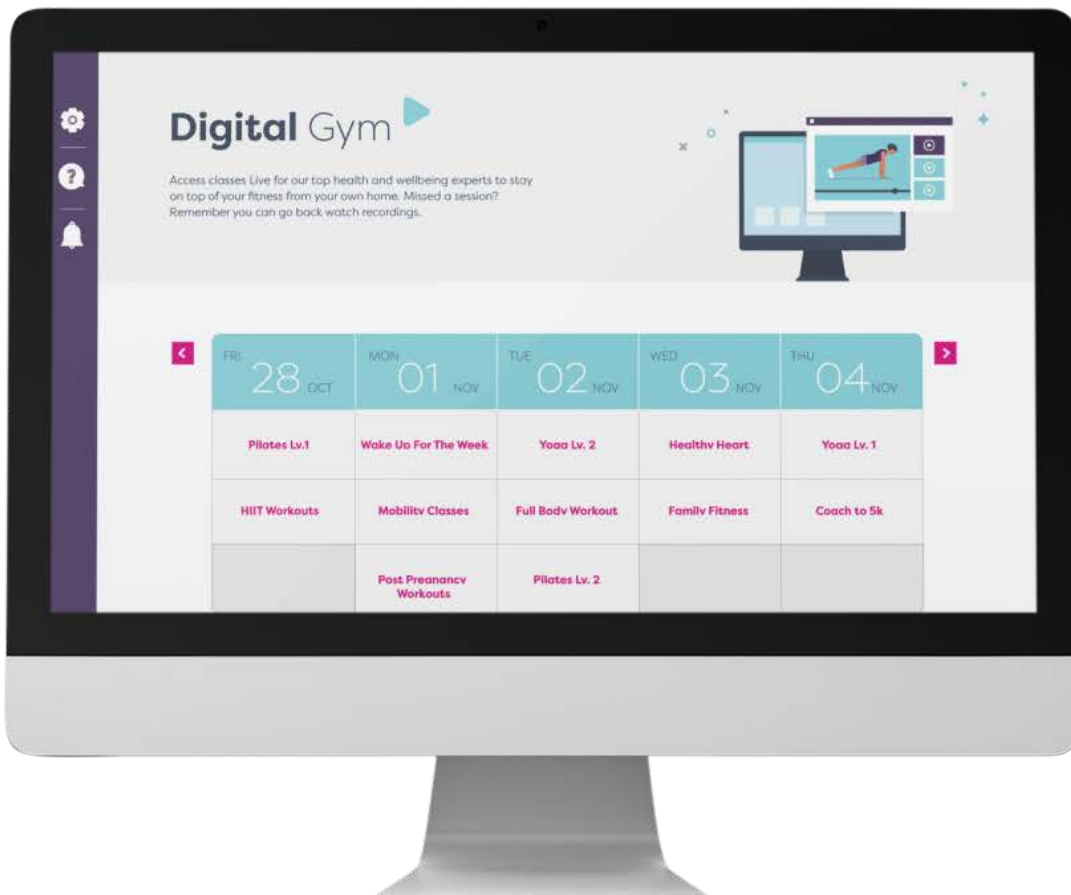 Digital Gym
Access classes Live for our top health and wellbeing experts to stay
on top of your fitness from your own home. Missed a session?
Remember you can go back watch recordings.
FRI 28 OCT
MON 01 NOV
TUE 02 NOV
WED 03 NOV
THU 04 NOV
Pilates Lv.1
Wake Up For The Week
Yoga Lv. 2
Healthy Heart
Yoga Lv. 1
HIIT Workouts
Mobility Classes
Full Body Workout
Family Fitness
Coach to 5k
Post Pregnancy
Workouts
Pilates Lv. 2